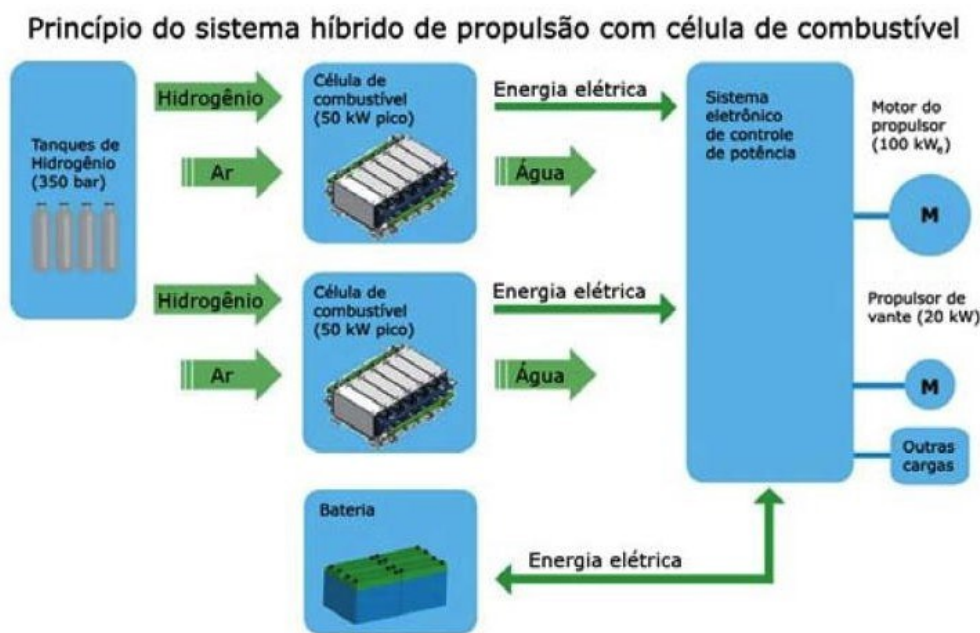 Princípio do sistema híbrido de propulsão com célula de combustível
Tanques de
Hidrogênio
(350 bar)
Hidrogênio
Ar
Célula de
combustível
(50 kW pico)
Energia elétrica
Água
Hidrogênio
Ar
Célula de
combustível
(50 kW pico)
Energia elétrica
Água
Bateria
Energia elétrica
Sistema
eletrônico
de controle
de potência
Motor do
propulsor
(100 kWe)
M
Propulsor de
vante (20 kW)
M
Outras
cargas